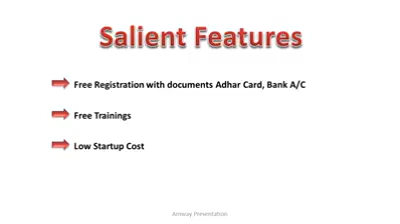 Salient Features
Free Registration with documents Adhar Card, Bank A/C
Free Trainings
Low Startup Cost
Amway Presentation